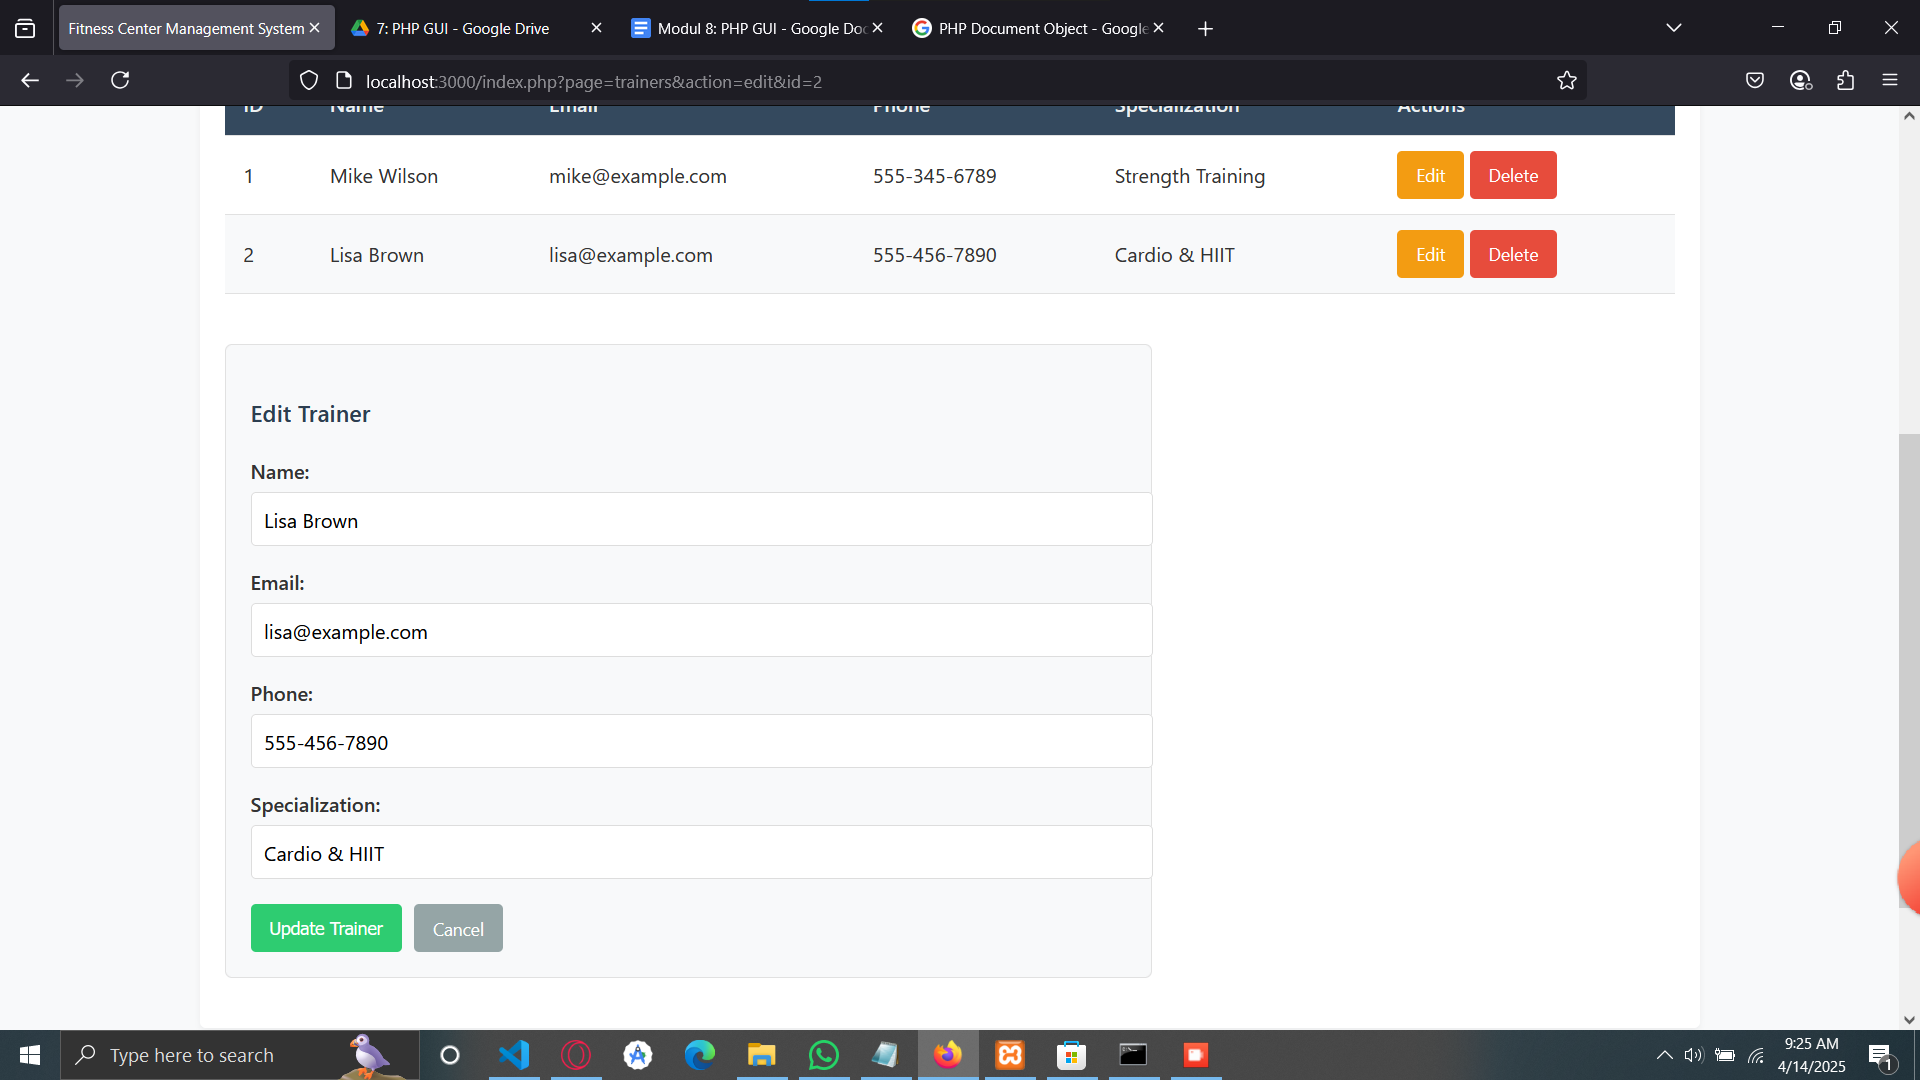 Fitness Center Management System
7: PHP GUI - Google Drive
Modul 8: PHP GUI - Google Doc
PHP Document Object - Google
localhost:3000/index.php?page=trainers&action=edit&id=2
ID Name Email Phone Specialization Actions
1 Mike Wilson mike@example.com 555-345-6789 Strength Training Edit Delete
2 Lisa Brown lisa@example.com 555-456-7890 Cardio & HIIT Edit Delete
Edit Trainer
Name:
Lisa Brown
Email:
lisa@example.com
Phone:
555-456-7890
Specialization:
Cardio & HIIT
Update Trainer Cancel
Type here to search
9:25 AM
4/14/2025
1